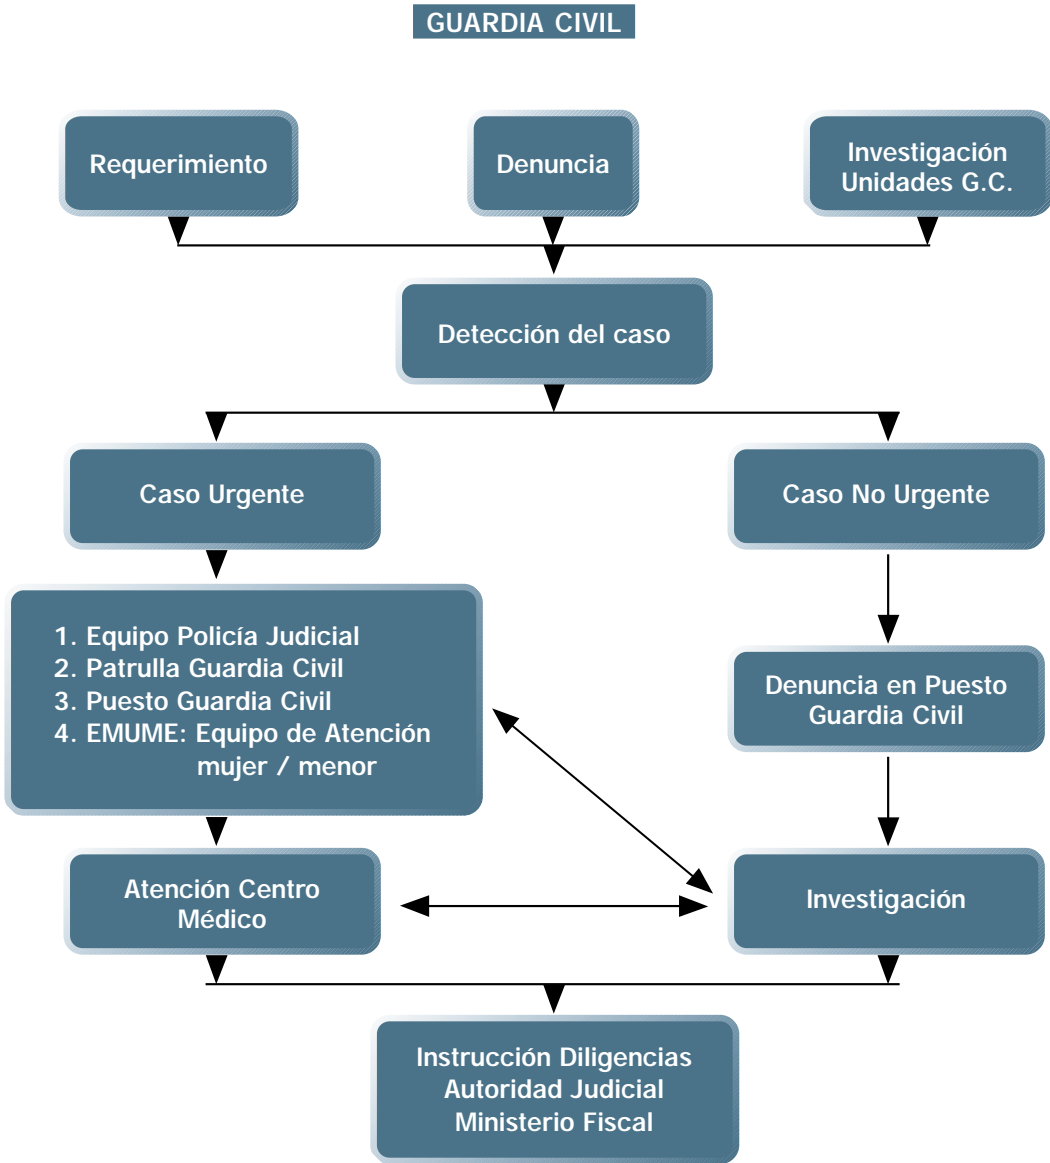 GUARDIA CIVIL
Requerimiento
Denuncia
Investigación
Unidades G.C.
Detección del caso
Caso Urgente
Caso No Urgente
1. Equipo Policía Judicial
2. Patrulla Guardia Civil
3. Puesto Guardia Civil
4. EMUME: Equipo de Atención
mujer / menor
Denuncia en Puesto
Guardia Civil
Atención Centro
Médico
Investigación
Instrucción Diligencias
Autoridad Judicial
Ministerio Fiscal